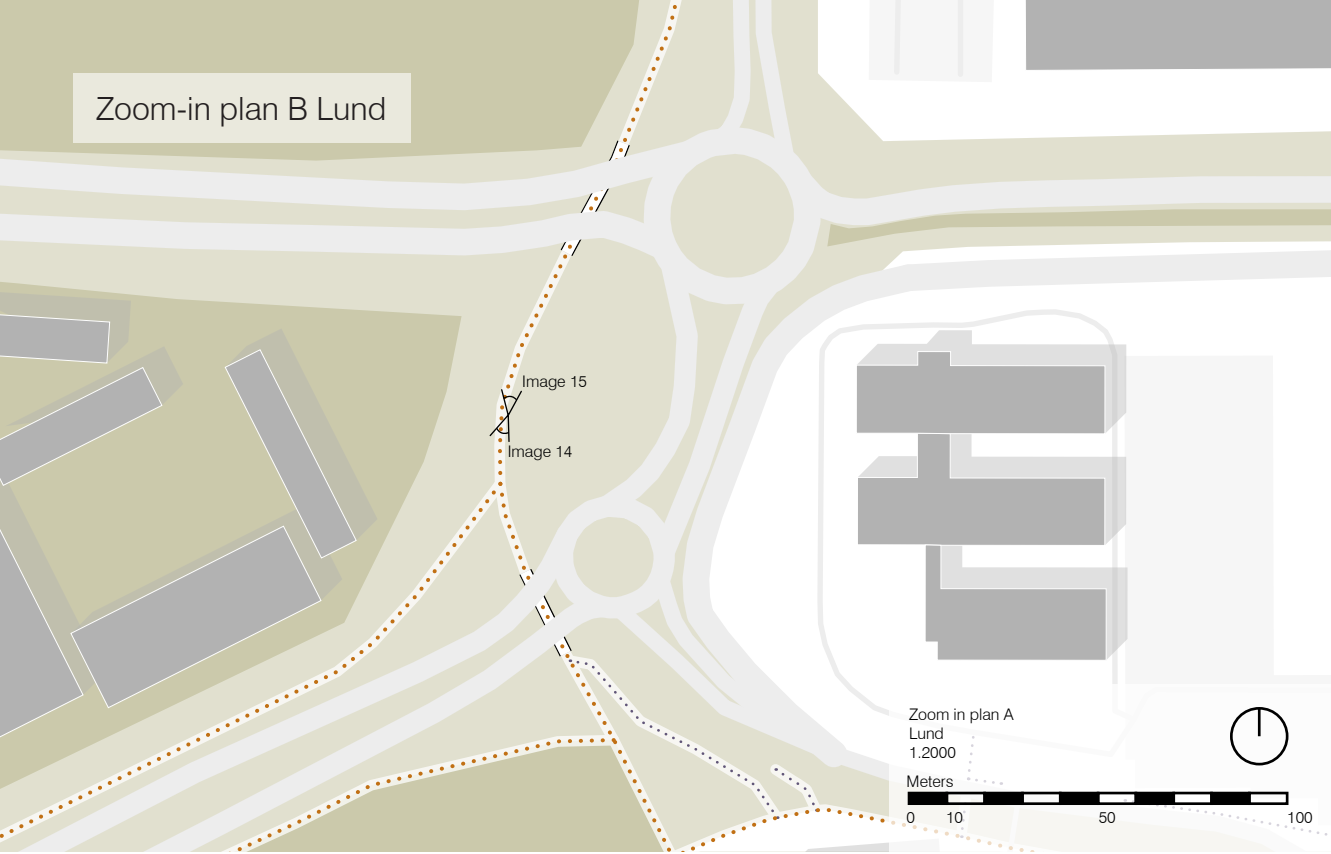 Zoom-in plan B Lund
Image 15
Image 14
Zoom in plan A
Lund
1.2000
Meters
0 10 50 100